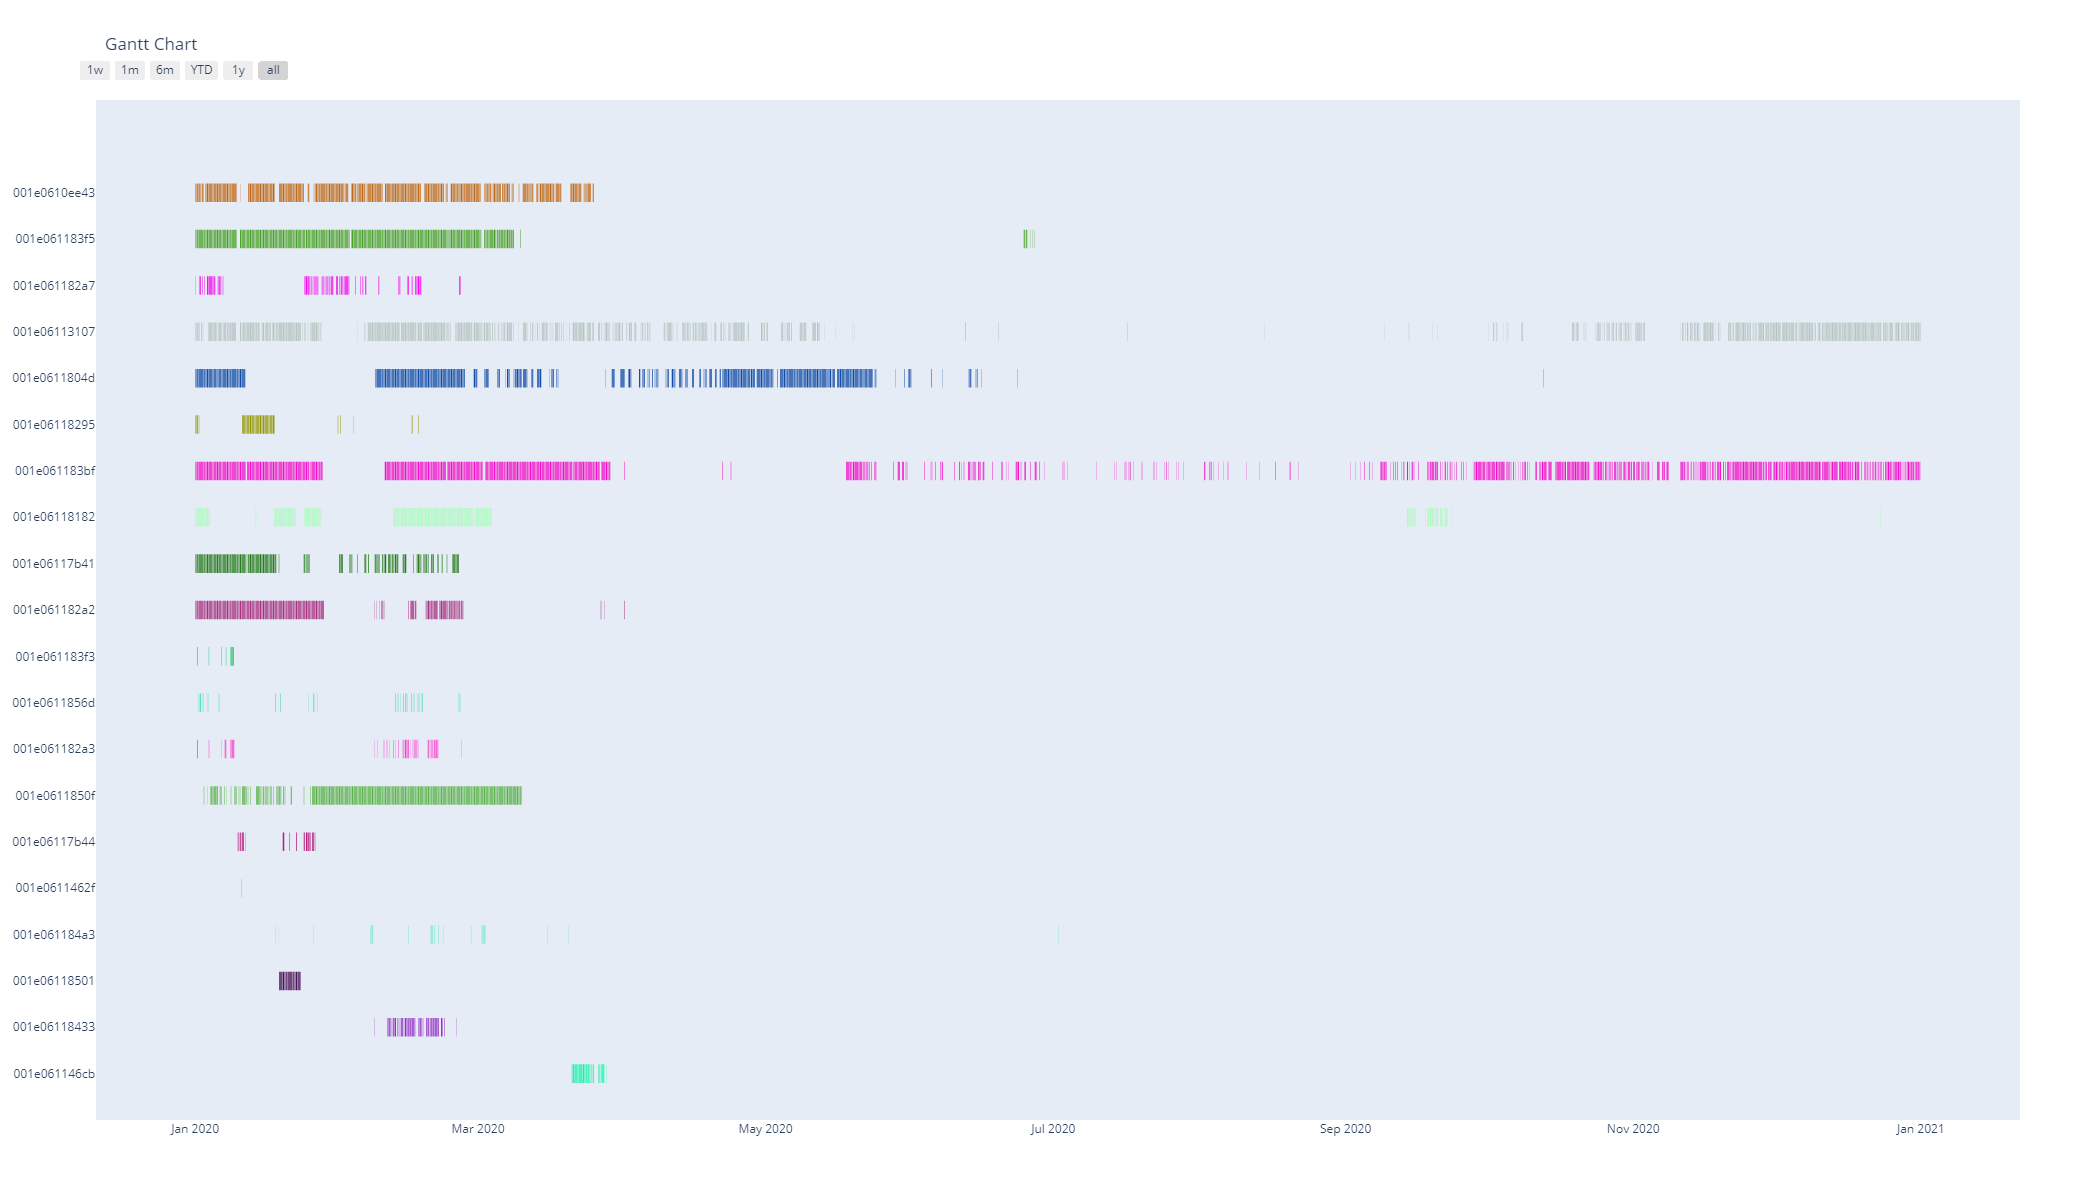 Gantt Chart
1w 1m 6m YTD 1y all
001e0610ee43
001e061183f5
001e061182a7
001e06113107
001e0611804d
001e06118295
001e061183bf
001e06118182
001e06117b41
001e061182a2
001e061183f3
001e0611856d
001e061182a3
001e0611850f
001e06117b44
001e0611462f
001e061184a3
001e06118501
001e06118433
001e061146cb
Jan 2020 Mar 2020 May 2020 Jul 2020 Sep 2020 Nov 2020 Jan 2021